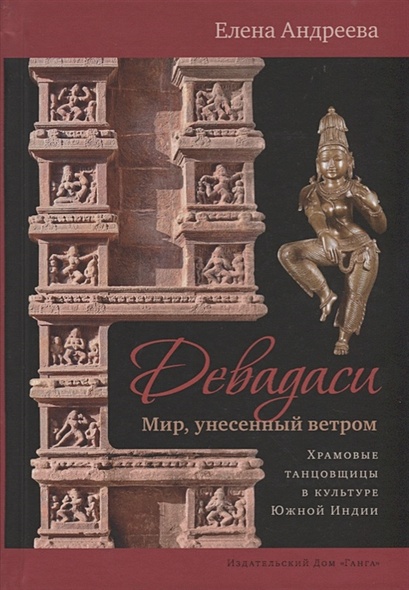 Елена Андреева
Девадаси
Мир, унесенный ветром
Храмовые
танцовщицы
в культуре
Южной Индии
Издательский Дом «Ганга»